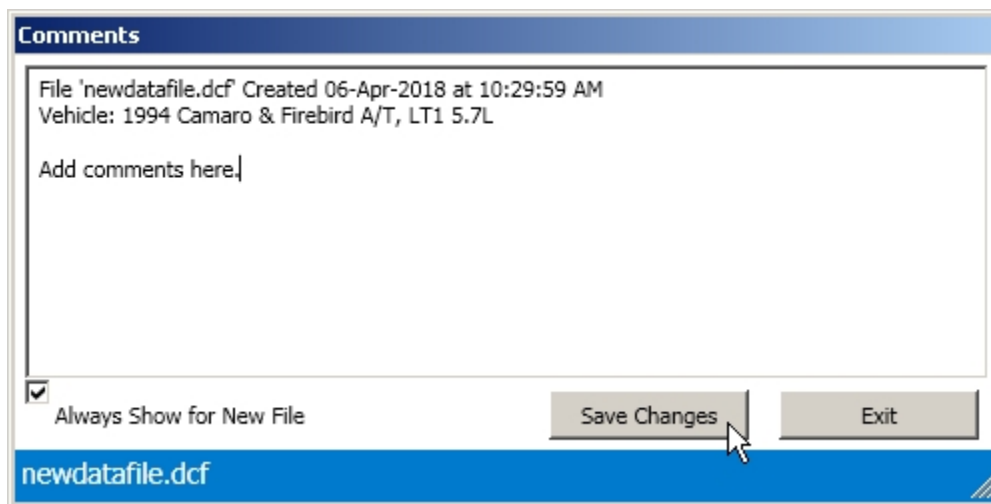 Comments
File 'newdatafile.dcf' Created 06-Apr-2018 at 10:29:59 AM
Vehicle: 1994 Camaro & Firebird A/T, LT1 5.7L
Add comments here.
Always Show for New File
Save Changes
Exit
newdatafile.dcf